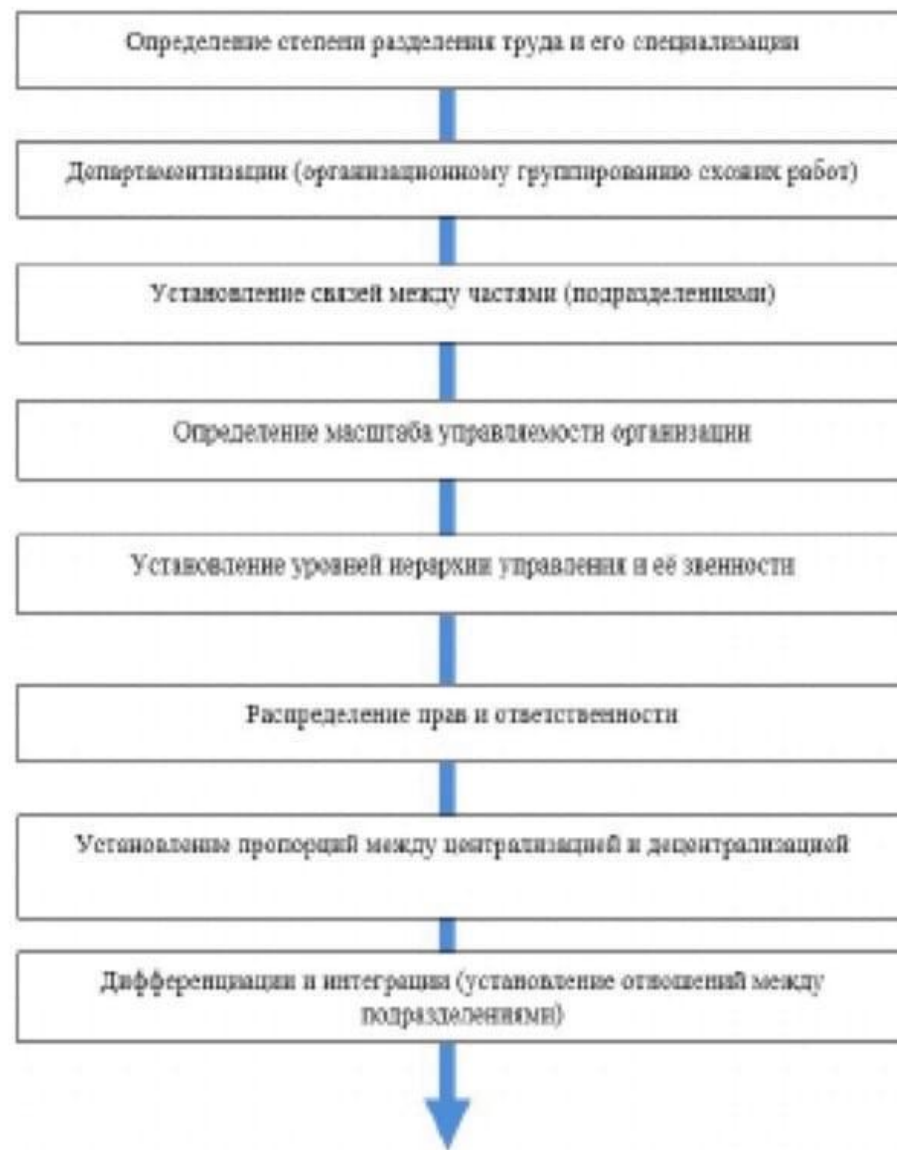 Определение степени разделения труда и его специализации
Департаментизации (организационному группированию схожих работ)
Установление связей между частями (подразделениями)
Определение масштаба управляемости организации
Установление уровней иерархии управления и её звенности
Распределение прав и ответственности
Установление пропорций между централизацией и децентрализацией
Дифференциации и интеграции (установление отношений между
подразделениями)